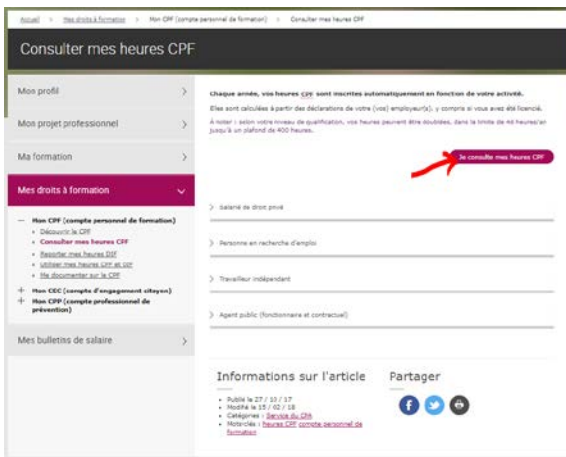 Accueil > Mes droits à formation > Mon CPF (compte personnel de formation) > Consulter mes heures CPF
Consulter mes heures CPF
Mon profil
Mon projet professionnel
Ma formation
Mes droits à formation
Mon CPF (compte personnel de formation)
Découvrir le CPF
Consulter mes heures CPF
Reporter mes heures DIF
Utiliser mes heures CPF et DIF
Me documenter sur le CPF
Mon CEC (compte d'engagement citoyen)
Mon CPP (compte professionnel de
prévention)
Mes bulletins de salaire
Chaque année, vos heures CPF sont inscrites automatiquement en fonction de votre activité.
Elles sont calculées à partir des déclarations de votre (vos) employeur(s), y compris si vous avez été licencié.
À noter : selon votre niveau de qualification, vos heures peuvent être doublées, dans la limite de 48 heures/an
jusqu'à un plafond de 400 heures.
Je consulte mes heures CPF
Salarié de droit privé
Personne en recherche d'emploi
Travailleur indépendant
Agent public (fonctionnaire et contractuel)
Informations sur l'article
Publié le 27 / 10 / 17
Modifié le 15 / 02 / 18
Catégories : Service du CPA
Mots-clés : heures CPF compte personnel de
formation
Partager